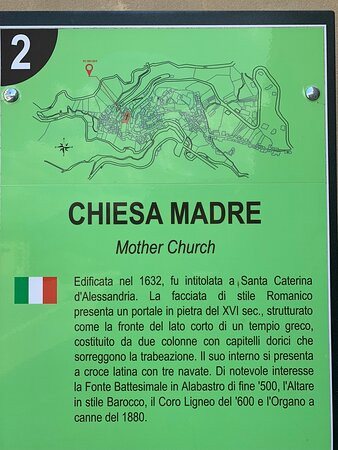 2
CHIESA MADRE
Mother Church
Edificata nel 1632, fu intitolata a Santa Caterina
d'Alessandria. La facciata di stile Romanico
presenta un portale in pietra del XVI sec., strutturato
come la fronte del lato corto di un tempio greco,
costituito da due colonne con capitelli dorici che
sorreggono la trabeazione. Il suo interno si presenta
a croce latina con tre navate. Di notevole interesse
la Fonte Battesimale in Alabastro di fine '500, l'Altare
in stile Barocco, il Coro Ligneo del '600 e l'Organo a
canne del 1880.